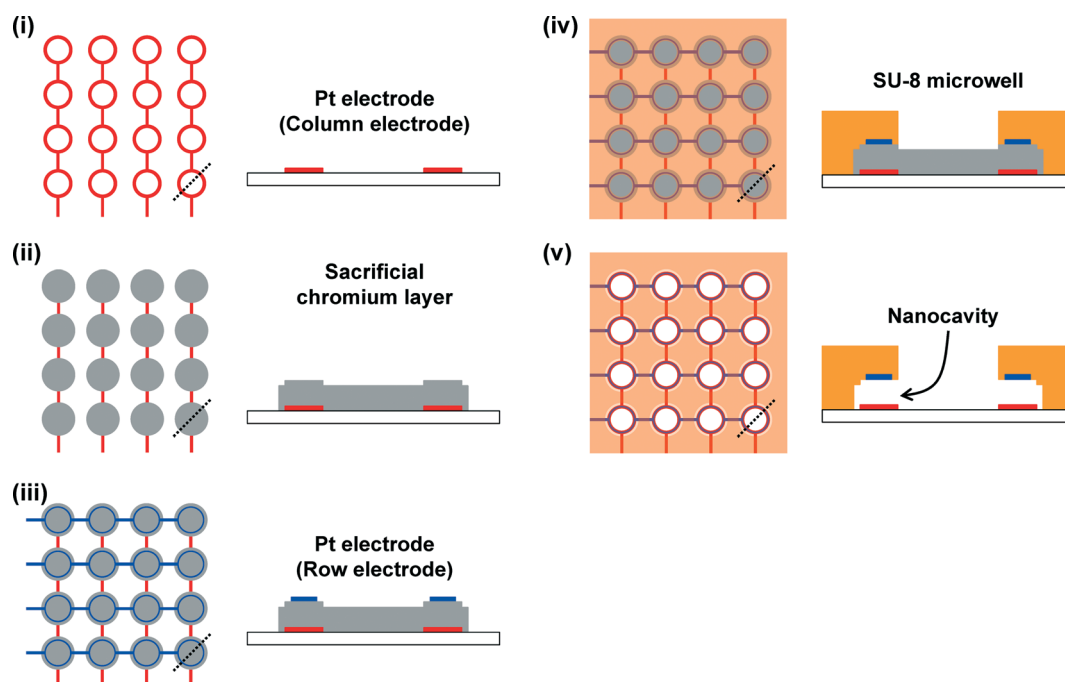 (i)
Pt electrode
(Column electrode)
(ii)
Sacrificial
chromium layer
(iii)
Pt electrode
(Row electrode)
(iv)
SU-8 microwell
(v)
Nanocavity